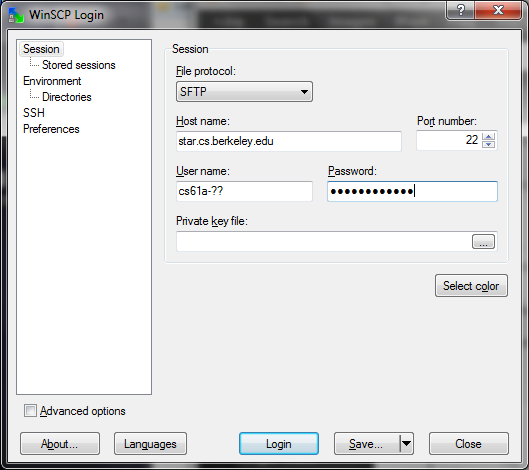 WinSCP Login
Session
Stored sessions
Environment
Directories
SSH
Preferences
Session
File protocol:
SFTP
Host name:
Port number:
star.cs.berkeley.edu
22
User name:
Password:
cs61a-??
●●●●●●●●●●●●
Private key file:
...
Select color
Advanced options
About...
Languages
Login
Save...
Close